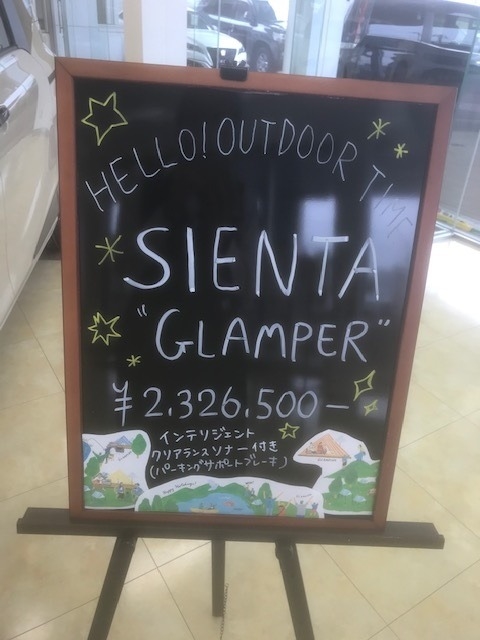 HELLO! OUTDOOR TIME
SIENTA
"GLAMPER"
¥2.326.500-
インテリジェント
クリアランスソナー付き
(パーキングサポートブレーキ)